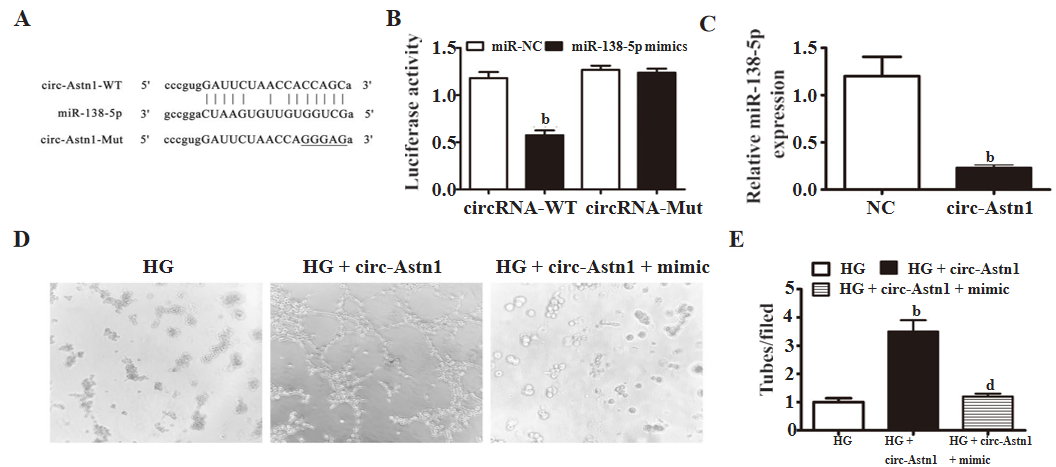 A
circ-Astn1-WT 5' cccgugGAUUCUAACCACCAGCa 3'
miR-138-5p 3' gccggaCUAAGUGUUGUGGUCGa 5'
circ-Astn1-Mut 5' cccgugGAUUCUAACCAGGGAGa 3'
B
miR-NC miR-138-5p mimics
Luciferase activity
1.5
1.0
0.5
0.0
b
circRNA-WT circRNA-Mut
C
Relative miR-138-5p
expression
1.5
1.0
0.5
0.0
b
NC circ-Astn1
D
HG HG + circ-Astn1 HG + circ-Astn1 + mimic
E
HG HG + circ-Astn1
HG + circ-Astn1 + mimic
Tubes/filed
5
4
3
2
1
0
b
d
HG HG + HG + circ-Astn1
circ-Astn1 + mimic